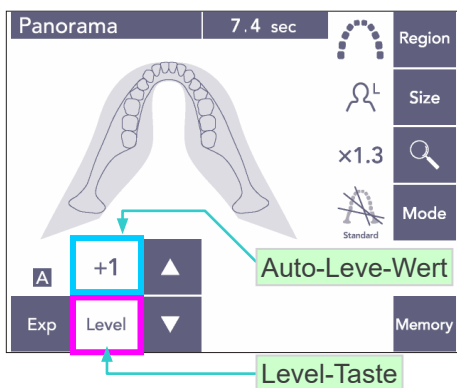 Panorama 7.4 sec
Region
L
Size
×1.3
Mode
Standard
+1
Auto-Leve-Wert
A
Exp Level Memory
Level-Taste